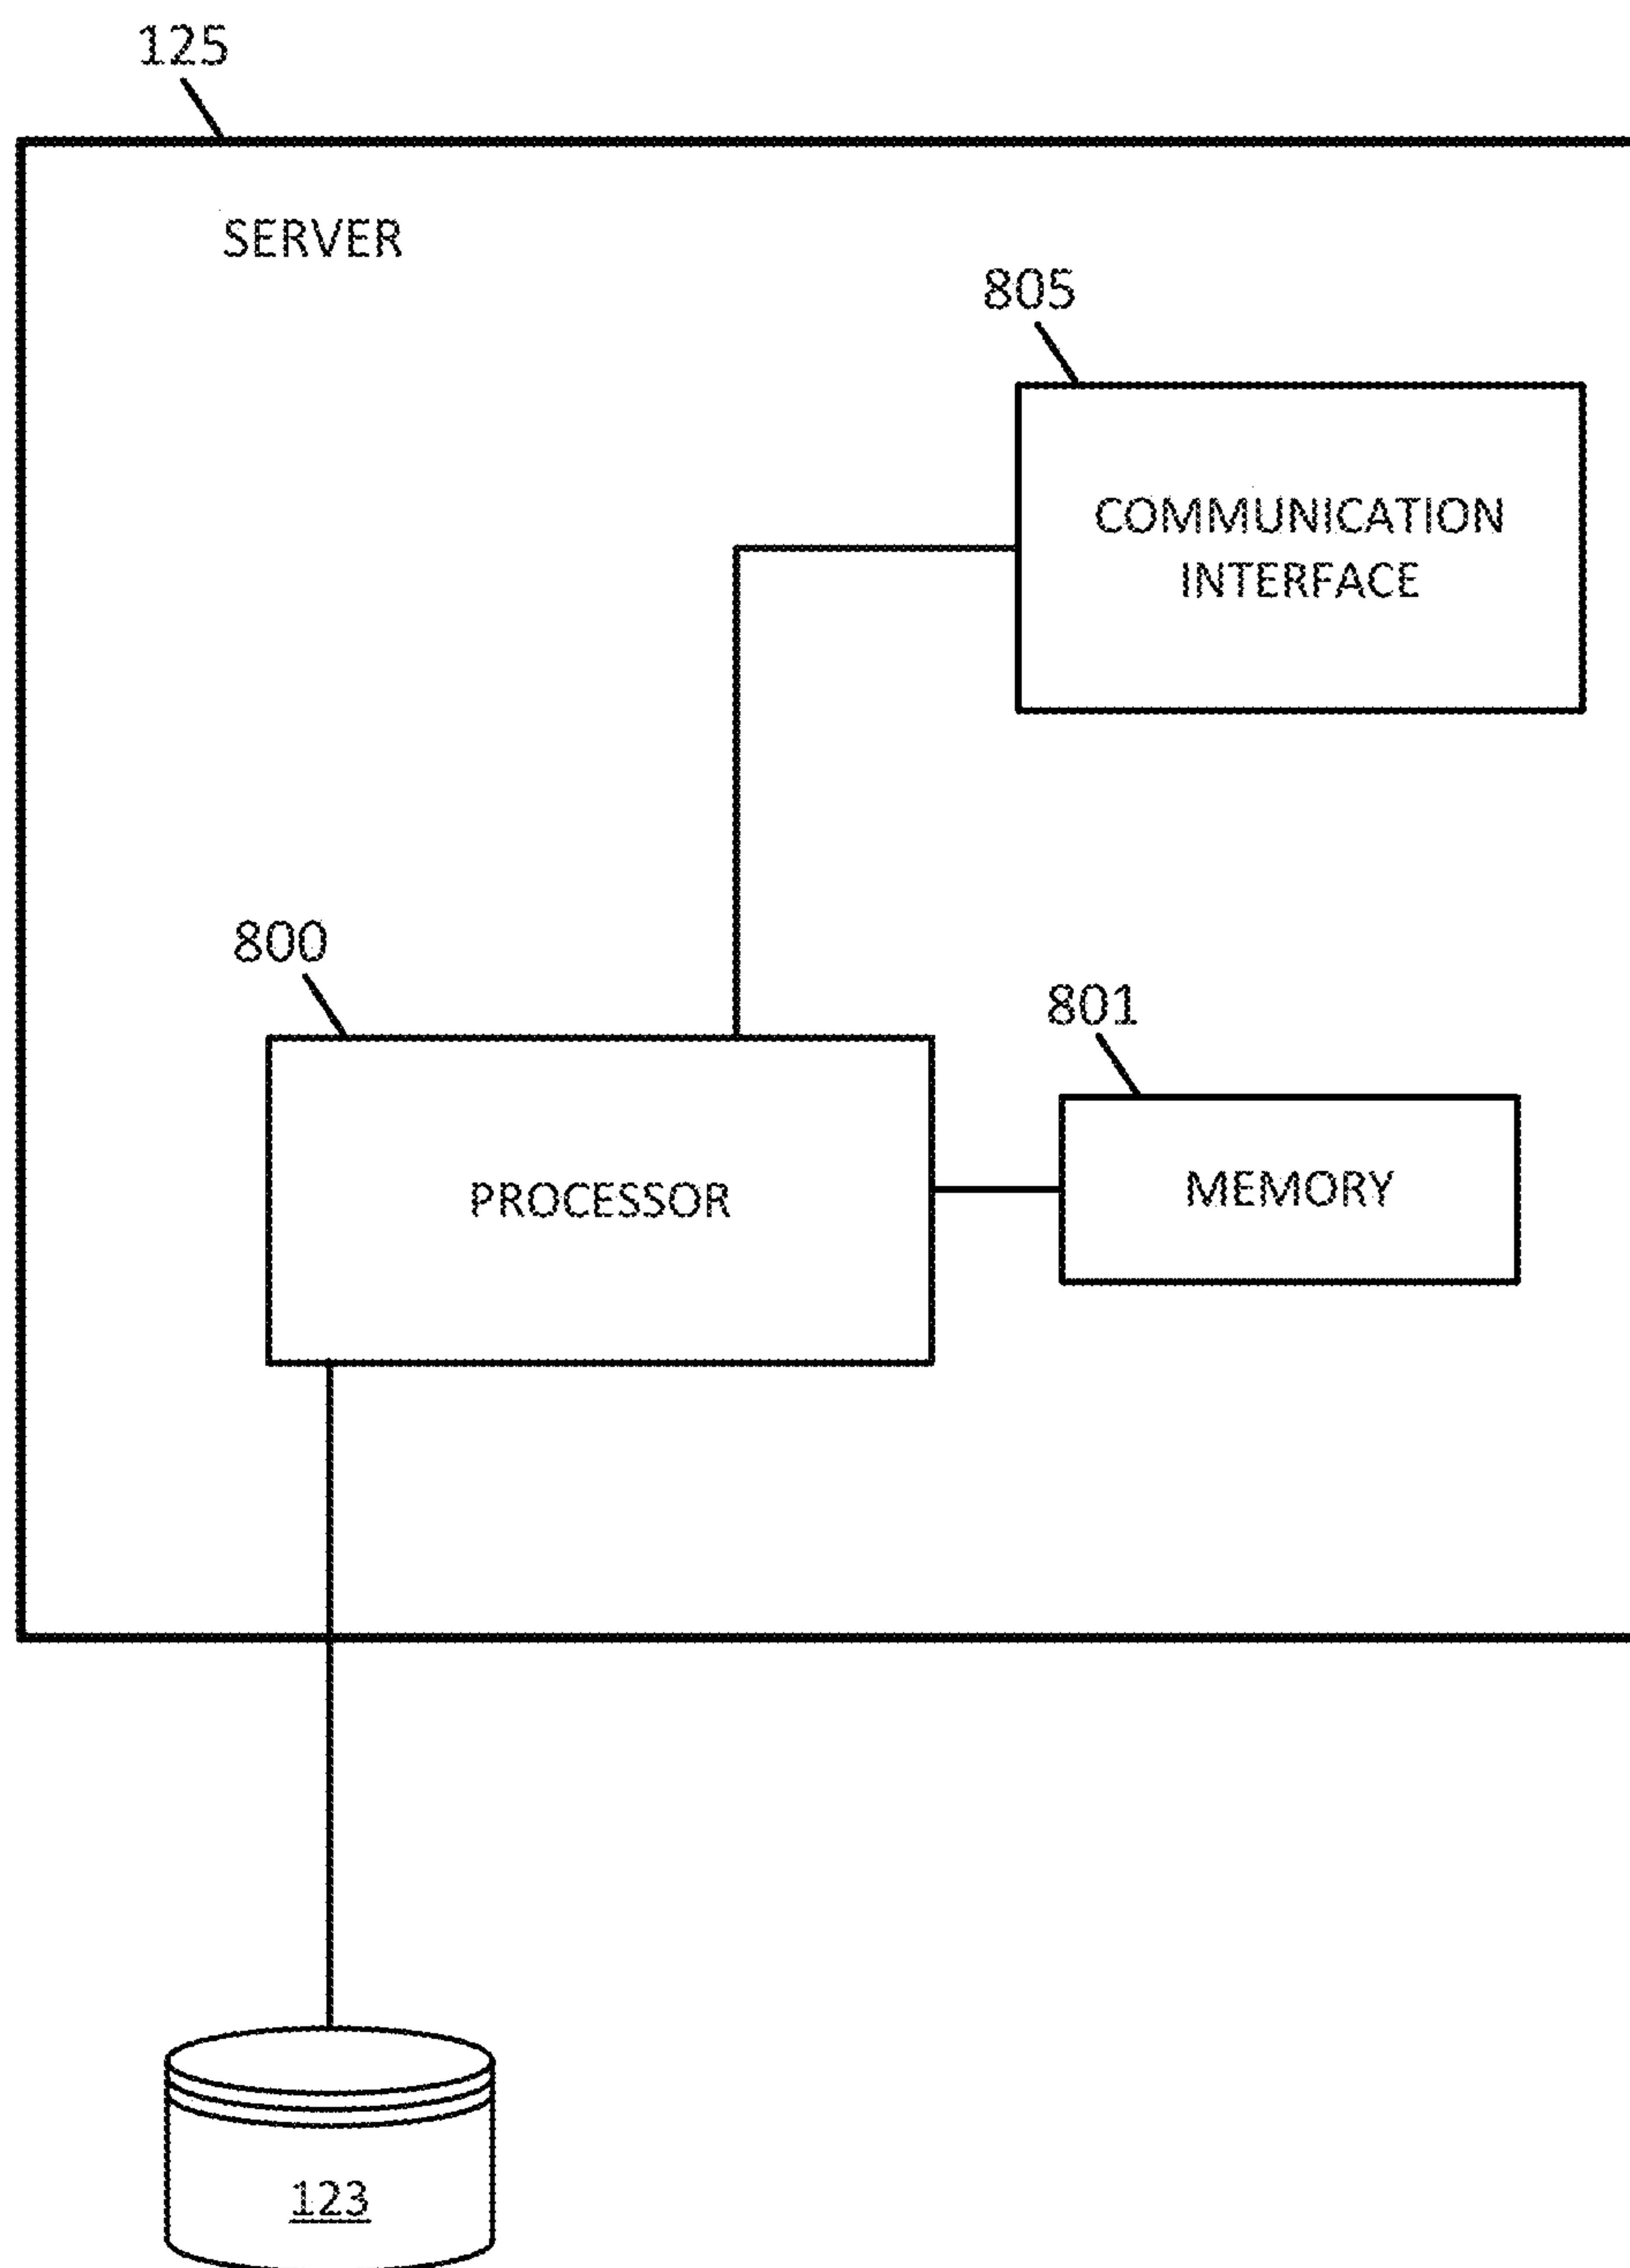 125
SERVER
805
COMMUNICATION
INTERFACE
800
801
PROCESSOR
MEMORY
123